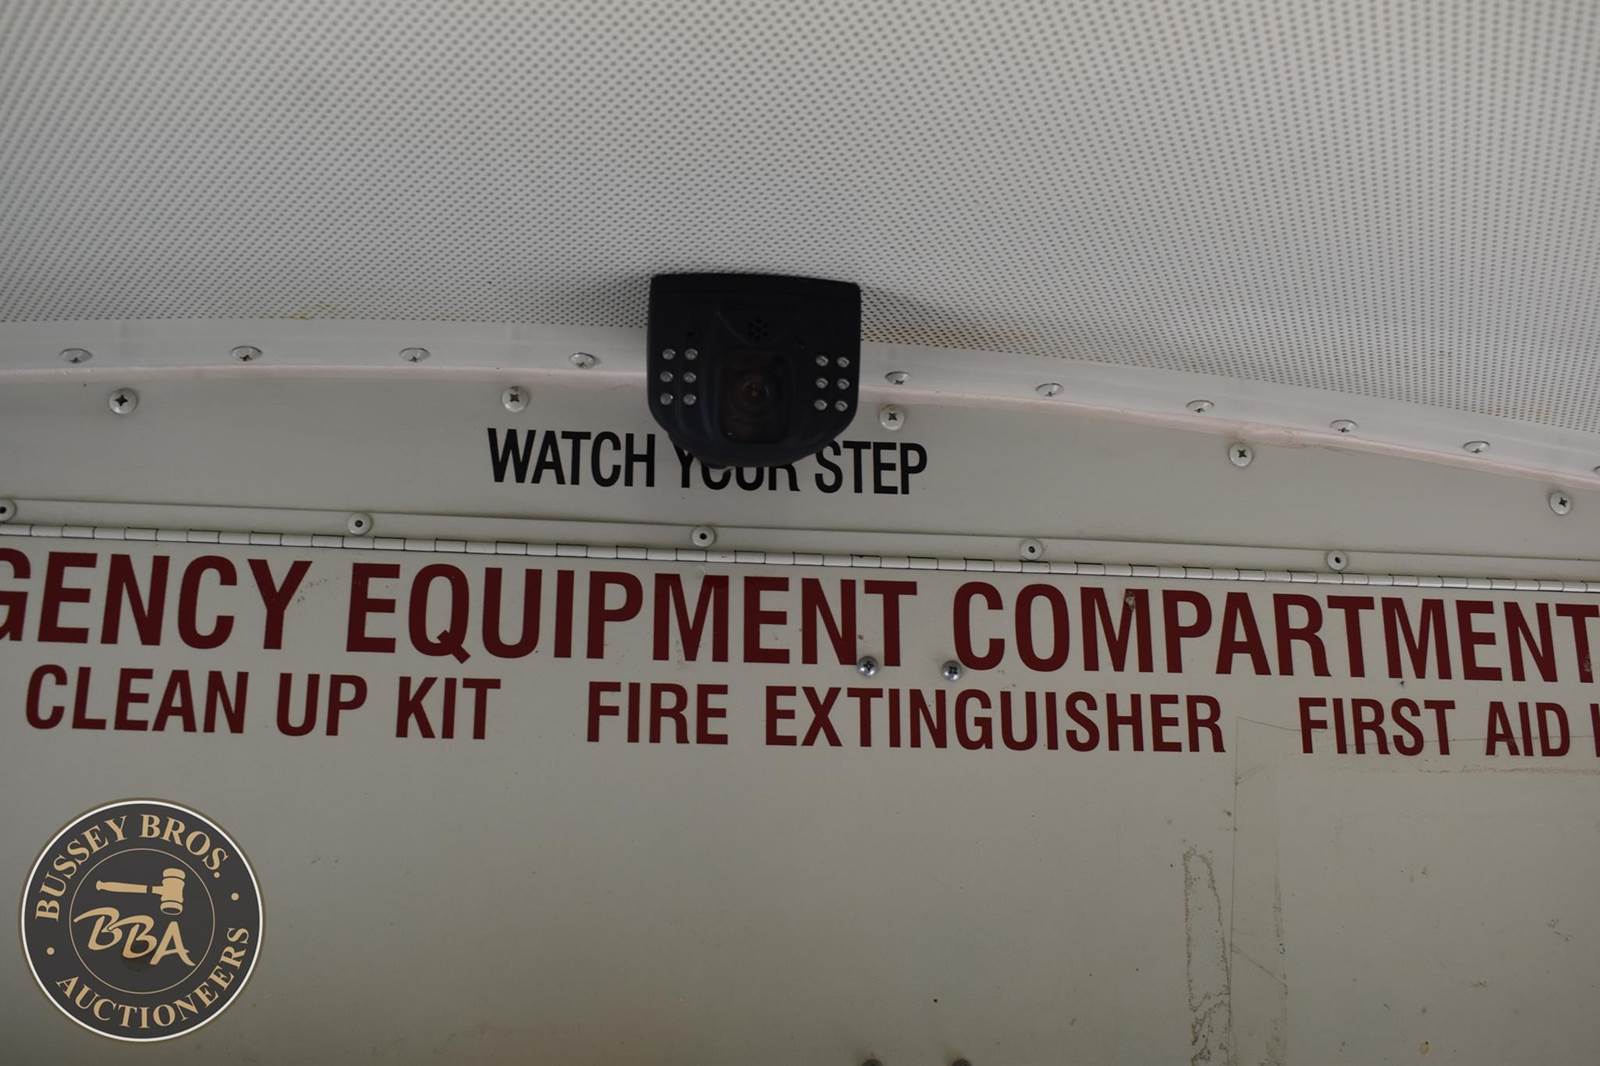 WATCH YOUR STEP
GENCY EQUIPMENT COMPARTMENT
CLEAN UP KIT FIRE EXTINGUISHER FIRST AID
BUSSEY BROS.
BBA
AUCTIONEERS